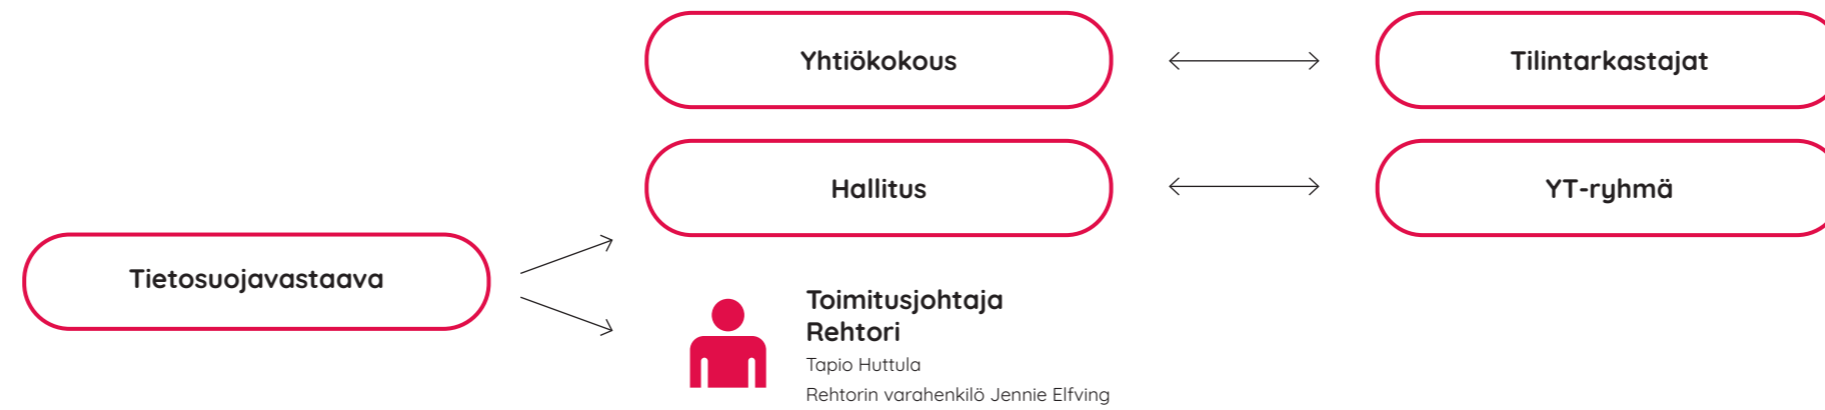 Yhtiökokous
Tilintarkastajat
Hallitus
YT-ryhmä
Tietosuojavastaava
Toimitusjohtaja
Rehtori
Tapio Huttula
Rehtorin varahenkilö Jennie Elfving